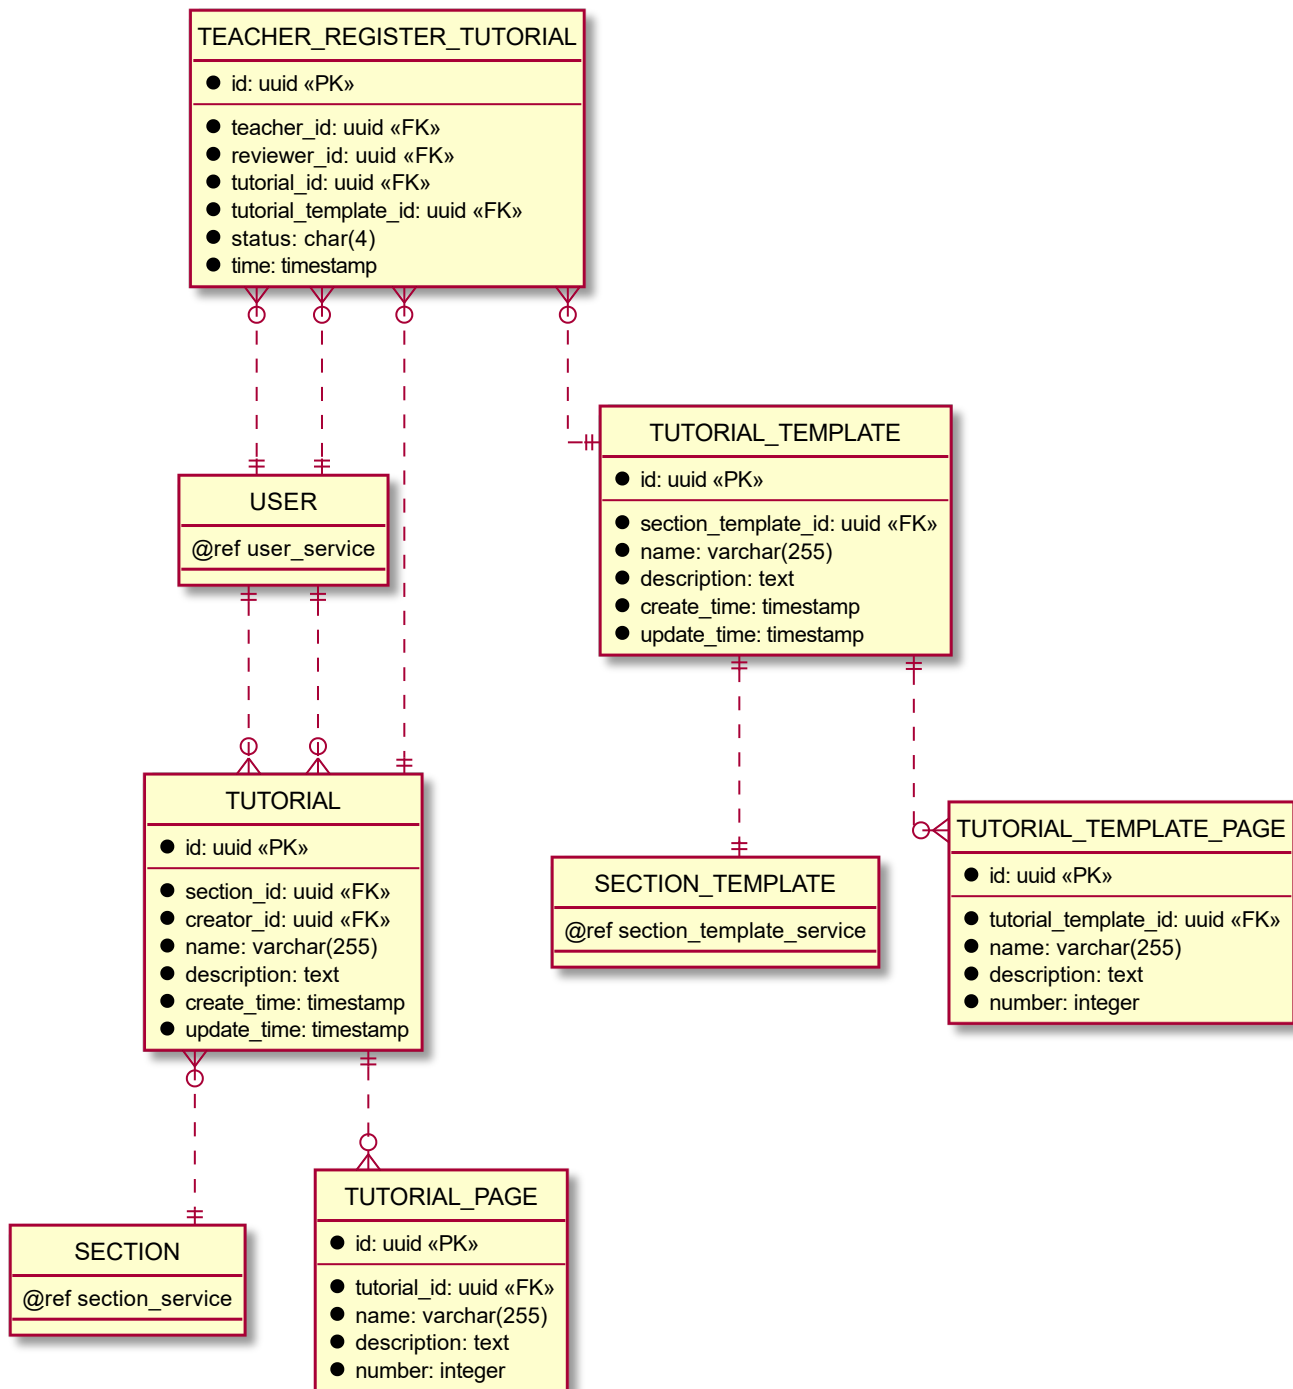 TEACHER_REGISTER_TUTORIAL
id: uuid «PK»
teacher_id: uuid «FK»
reviewer_id: uuid «FK»
tutorial_id: uuid «FK»
tutorial_template_id: uuid «FK»
status: char(4)
time: timestamp
TUTORIAL_TEMPLATE
id: uuid «PK»
section_template_id: uuid «FK»
name: varchar(255)
description: text
create_time: timestamp
update_time: timestamp
USER
@ref user_service
TUTORIAL
id: uuid «PK»
section_id: uuid «FK»
creator_id: uuid «FK»
name: varchar(255)
description: text
create_time: timestamp
update_time: timestamp
SECTION_TEMPLATE
@ref section_template_service
TUTORIAL_TEMPLATE_PAGE
id: uuid «PK»
tutorial_template_id: uuid «FK»
name: varchar(255)
description: text
number: integer
SECTION
@ref section_service
TUTORIAL_PAGE
id: uuid «PK»
tutorial_id: uuid «FK»
name: varchar(255)
description: text
number: integer